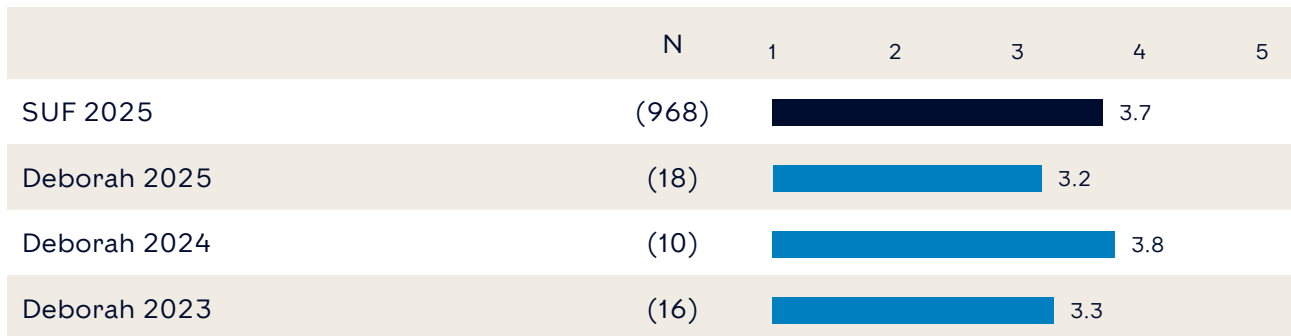 N 1 2 3 4 5
SUF 2025 (968) 3.7
Deborah 2025 (18) 3.2
Deborah 2024 (10) 3.8
Deborah 2023 (16) 3.3